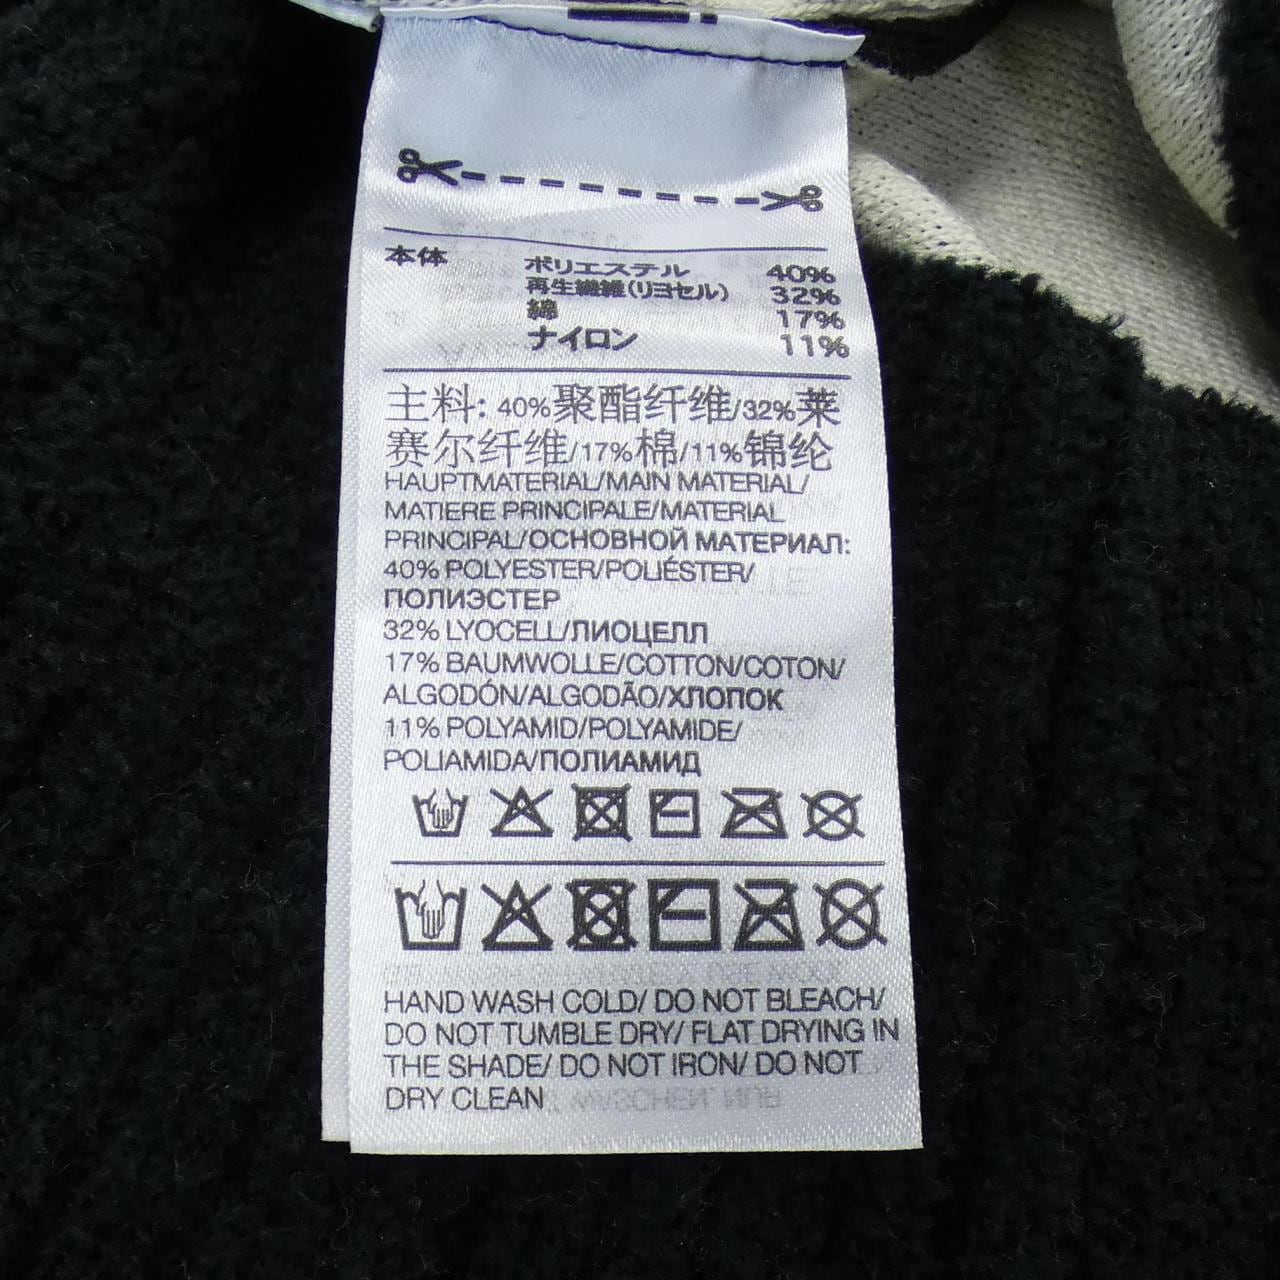 本体 ポリエステル 40%
再生繊維(リヨセル) 32%
綿 17%
ナイロン 11%
主料: 40%聚酯纤维/32%莱
赛尔纤维/17%棉/11%锦纶
HAUPTMATERIAL/MAIN MATERIAL/
MATIERE PRINCIPALE/MATERIAL
PRINCIPAL/ОСНОВНОЙ МАТЕРИАЛ:
40% POLYESTER/POLIÉSTER/
ПОЛИЭСТЕР
32% LYOCELL/ЛИОЦЕЛЛ
17% BAUMWOLLE/COTTON/COTON/
ALGODÓN/ALGODÃO/ХЛОПОК
11% POLYAMID/POLYAMIDE/
POLIAMIDA/ПОЛИАМИД
HAND WASH COLD/ DO NOT BLEACH/
DO NOT TUMBLE DRY/ FLAT DRYING IN
THE SHADE/ DO NOT IRON/ DO NOT
DRY CLEAN